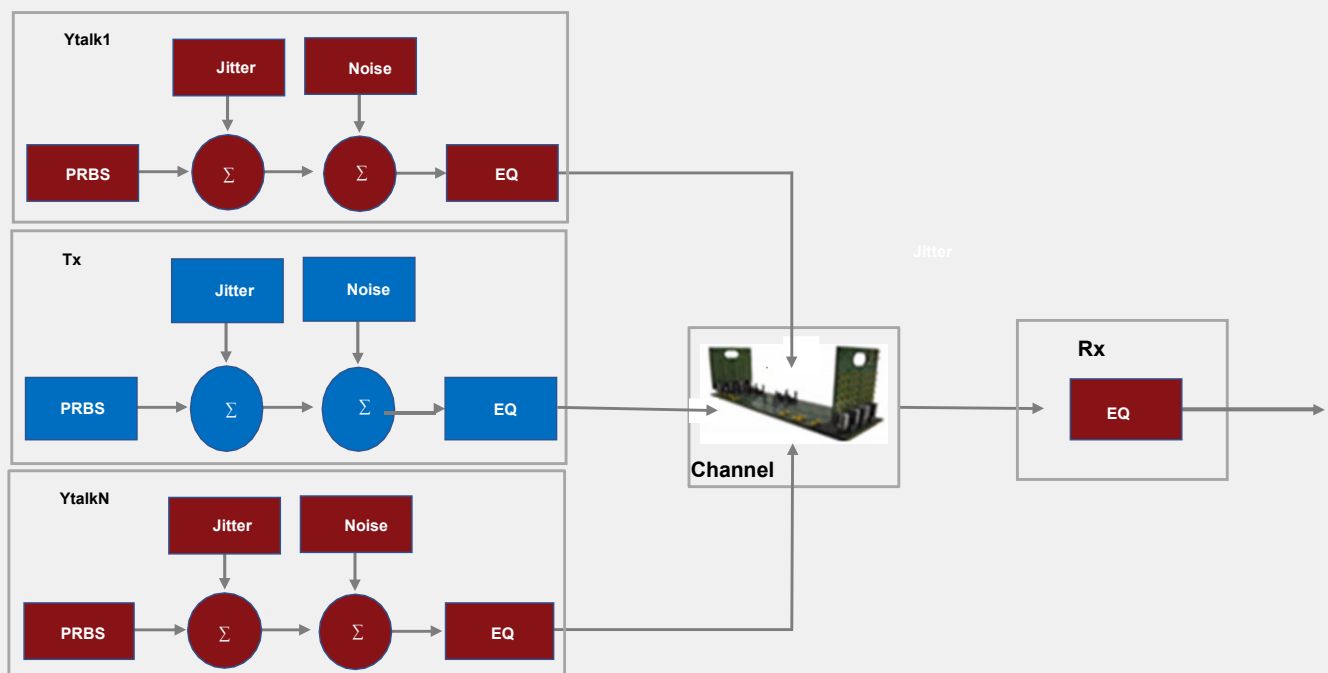 Ytalk1
Jitter
Noise
PRBS
Σ
Σ
EQ
Tx
Jitter
Noise
Jitter
PRBS
Σ
Σ
EQ
Channel
Rx
EQ
YtalkN
Jitter
Noise
PRBS
Σ
Σ
EQ